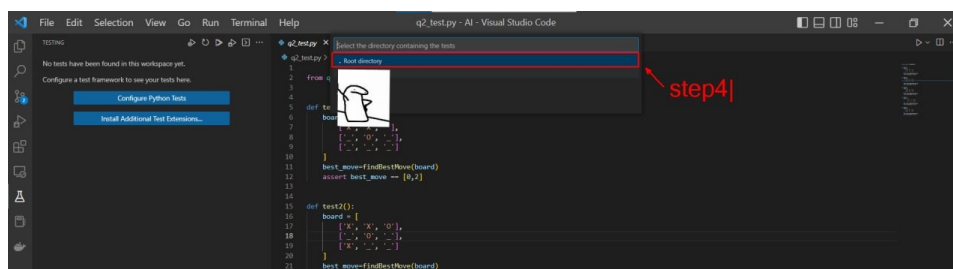 File Edit Selection View Go Run Terminal Help
q2_test.py - AI - Visual Studio Code
TESTING
No tests have been found in this workspace yet.
Configure a test framework to see your tests here.
Configure Python Tests
Install Additional Test Extensions...
q2_test.py
q2_test.py >
Select the directory containing the tests
. Root directory
step4|
1
2 from q
3
4
5 def te
6 boar
7 ['X', 'X', '
8 ['_', 'O', '_'],
9 ['_', '_', '_']
10 ]
11 best_move=findBestMove(board)
12 assert best_move == [0,2]
13
14
15 def test2():
16 board = [
17 ['X', 'X', 'O'],
18 ['_', 'O', '_'],
19 ['X', '_', '_']
20 ]
21 best_move=findBestMove(board)